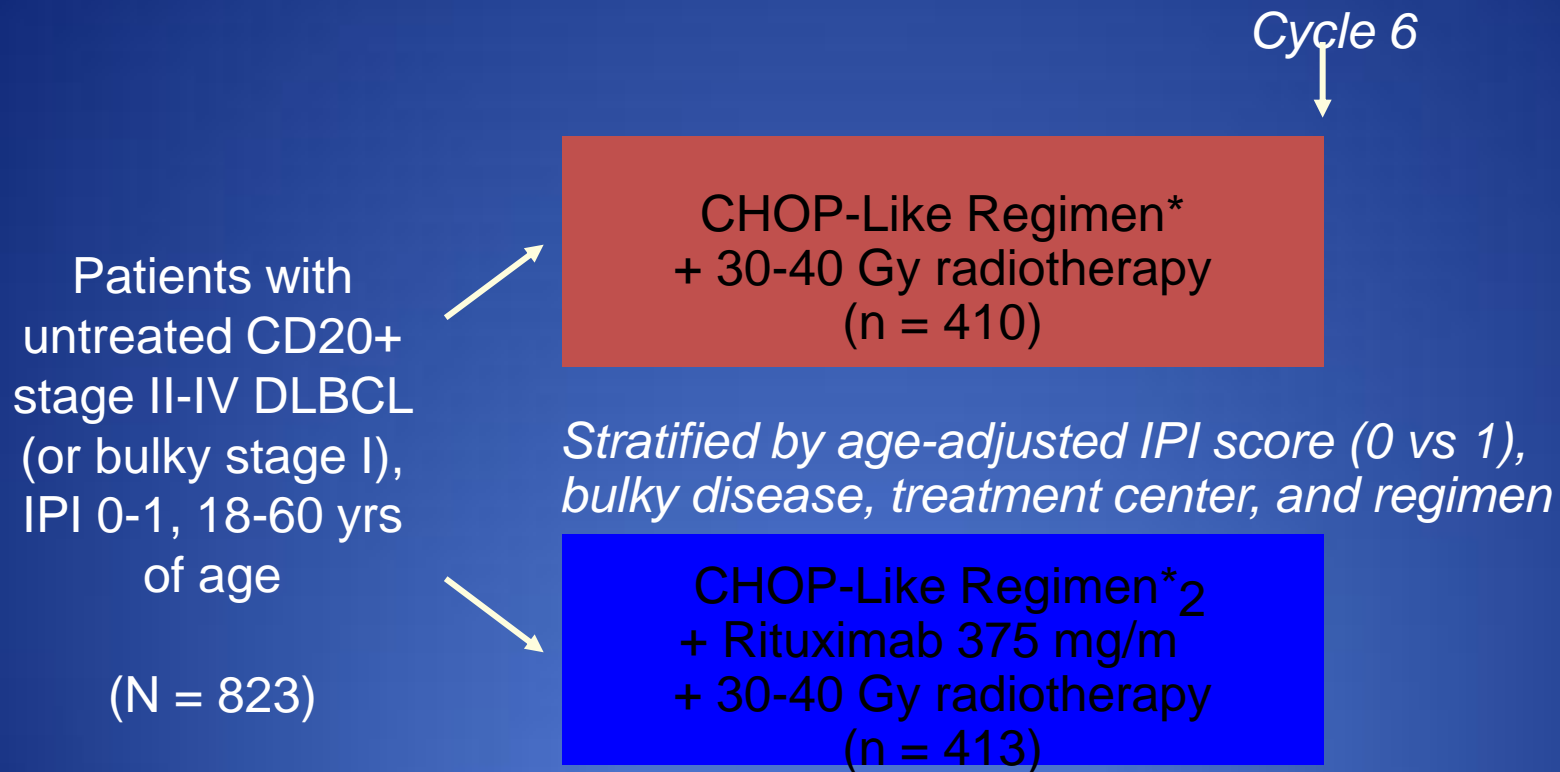 Cycle 6
CHOP-Like Regimen*
+ 30-40 Gy radiotherapy
(n = 410)
Patients with
untreated CD20+
stage II-IV DLBCL
(or bulky stage I),
IPI 0-1, 18-60 yrs
of age
(N = 823)
Stratified by age-adjusted IPI score (0 vs 1),
bulky disease, treatment center, and regimen
CHOP-Like Regimen*2
+ Rituximab 375 mg/m
+ 30-40 Gy radiotherapy
(n = 413)